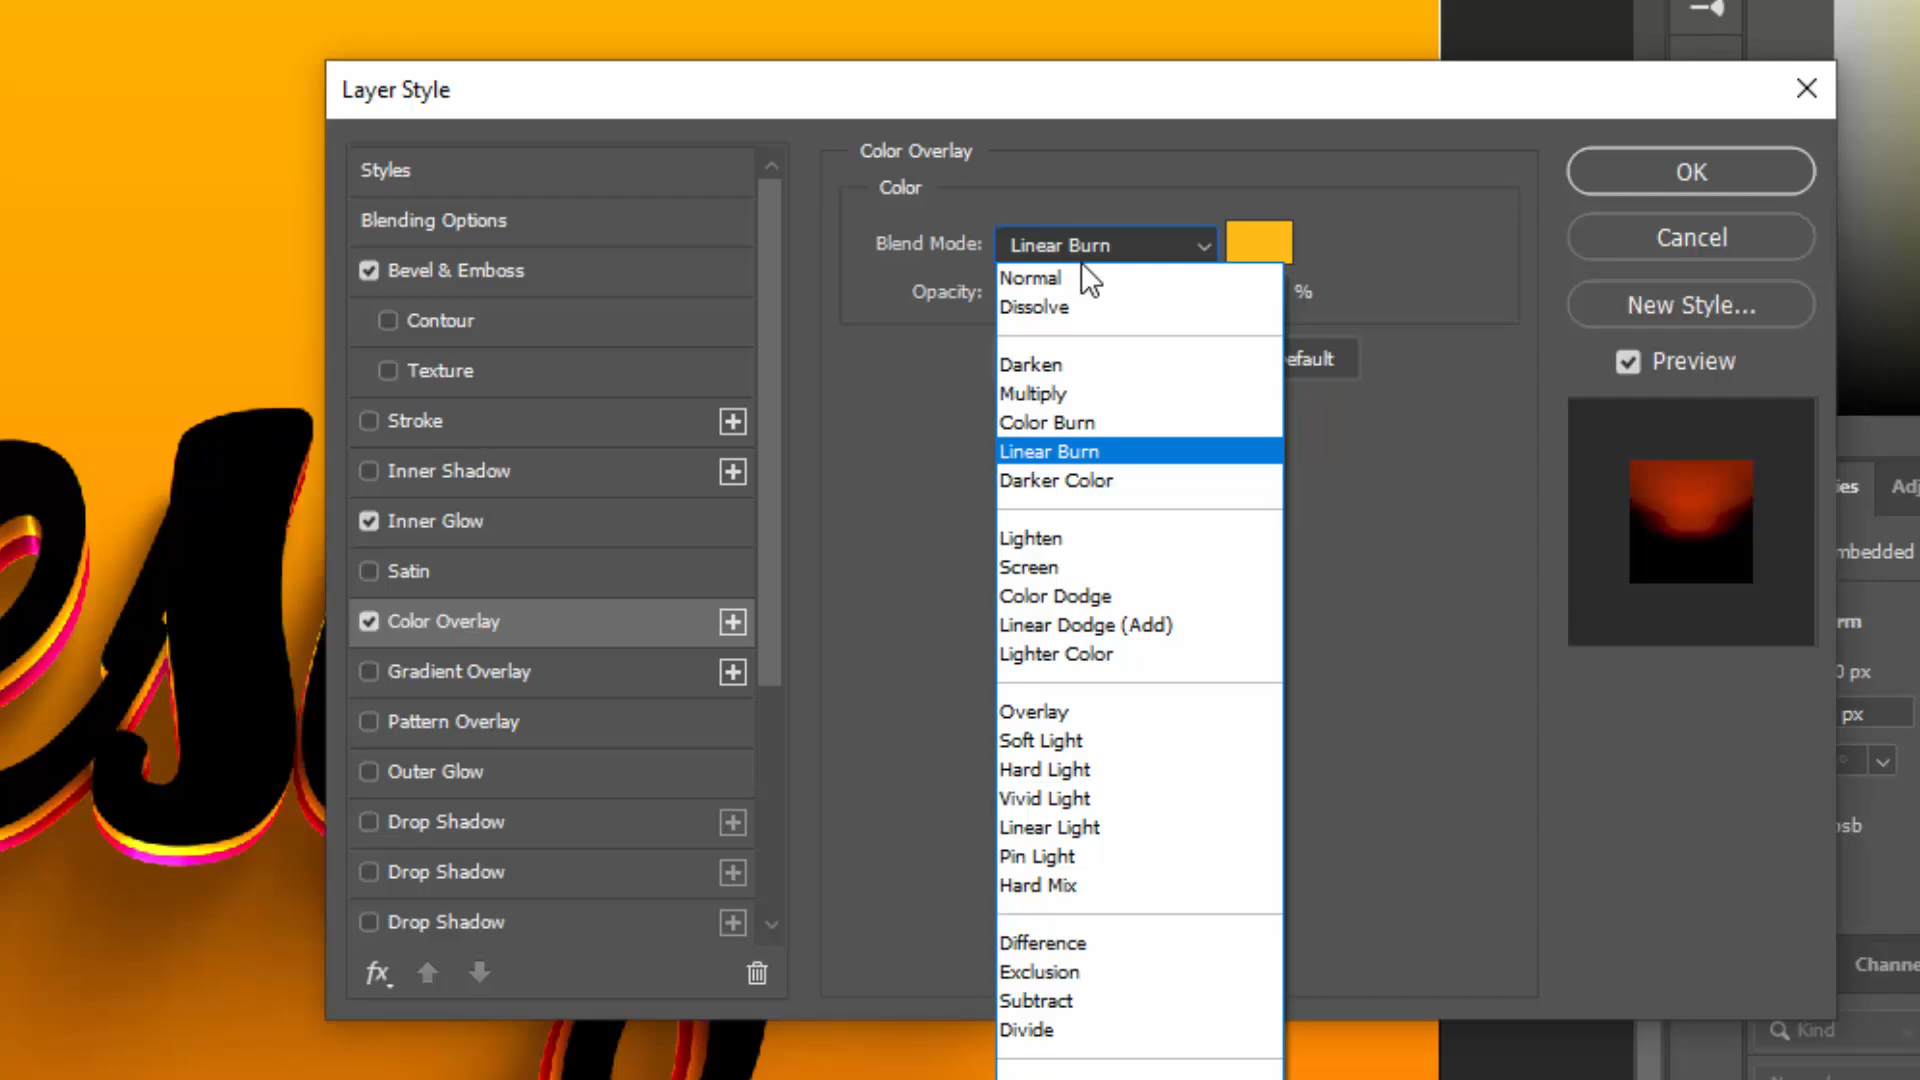 Layer Style
Styles
Blending Options
Bevel & Emboss
Contour
Texture
Stroke
Inner Shadow
Inner Glow
Satin
Color Overlay
Gradient Overlay
Pattern Overlay
Outer Glow
Drop Shadow
Drop Shadow
Drop Shadow
fx
Color Overlay
Color
Blend Mode:
Linear Burn
Opacity:
%
efault
Normal
Dissolve
Darken
Multiply
Color Burn
Linear Burn
Darker Color
Lighten
Screen
Color Dodge
Linear Dodge (Add)
Lighter Color
Overlay
Soft Light
Hard Light
Vivid Light
Linear Light
Pin Light
Hard Mix
Difference
Exclusion
Subtract
Divide
OK
Cancel
New Style...
Preview
ies
Adj
mbedded
rm
0 px
px
sb
Channe
Kind